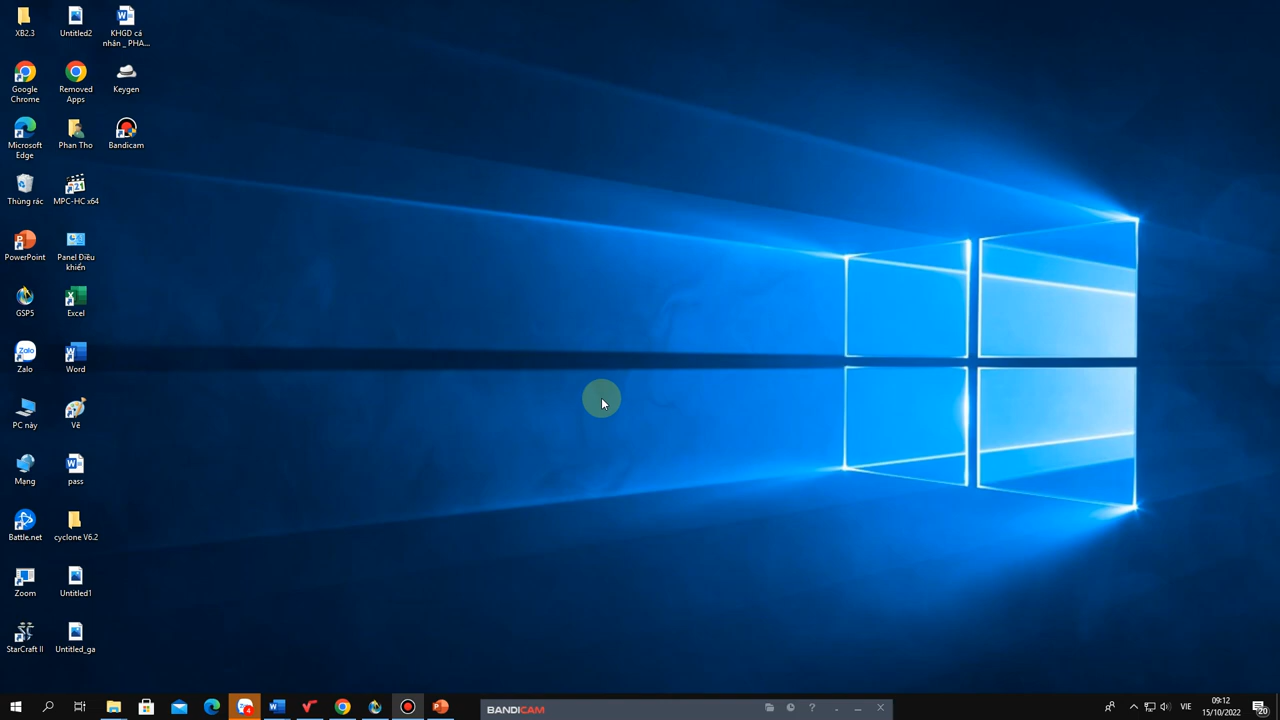 XB2.3
Untitled2
KHGD cá
nhân _ PHA...
Google
Chrome
Removed
Apps
Keygen
Microsoft
Edge
Phan Tho
Bandicam
Thùng rác
MPC-HC x64
PowerPoint
Panel Điều
khiển
GSP5
Excel
Zalo
Word
PC này
Vẽ
Mạng
pass
Battle.net
cyclone V6.2
Zoom
Untitled1
StarCraft II
Untitled_ga
BANDICAM
VIE
09:12
15/10/2022
20